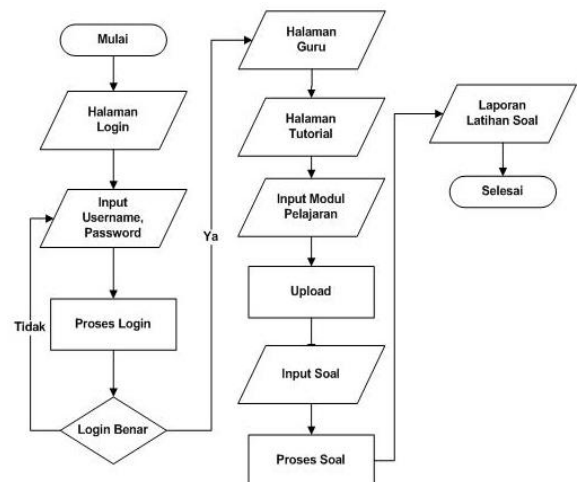 Mulai
Halaman
Login
Input
Username,
Password
Proses Login
Tidak
Login Benar
Ya
Halaman
Guru
Halaman
Tutorial
Input Modul
Pelajaran
Upload
Input Soal
Proses Soal
Laporan
Latihan Soal
Selesai